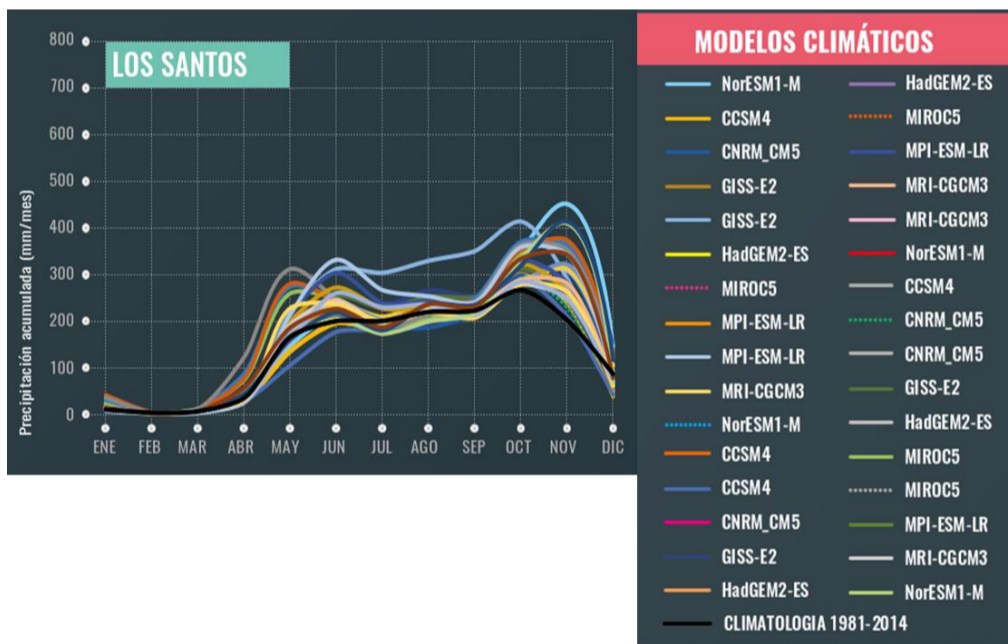 LOS SANTOS
Precipitación acumulada (mm/mes)
800
700
600
500
400
300
200
100
0
ENE FEB MAR ABR MAY JUN JUL AGO SEP OCT NOV DIC
MODELOS CLIMÁTICOS
NorESM1-M
CCSM4
CNRM_CM5
GISS-E2
GISS-E2
HadGEM2-ES
MIROC5
MPI-ESM-LR
MPI-ESM-LR
MRI-CGCM3
NorESM1-M
CCSM4
CCSM4
CNRM_CM5
GISS-E2
HadGEM2-ES
HadGEM2-ES
MIROC5
MPI-ESM-LR
MRI-CGCM3
MRI-CGCM3
NorESM1-M
CCSM4
CNRM_CM5
CNRM_CM5
GISS-E2
HadGEM2-ES
MIROC5
MIROC5
MPI-ESM-LR
MRI-CGCM3
NorESM1-M
CLIMATOLOGIA 1981-2014